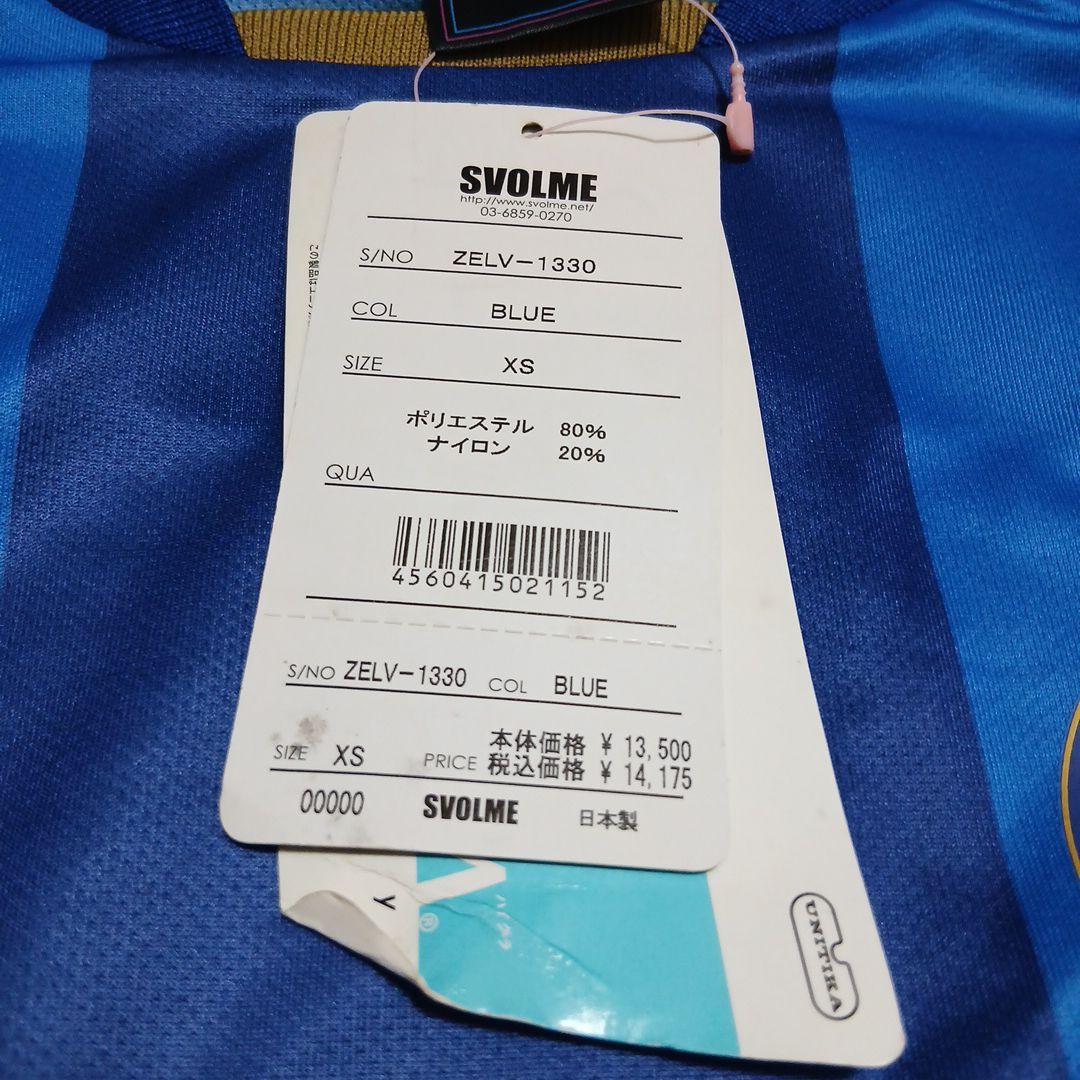 SVOLME
http://www.svolme.net/
03-6859-0270
S/NO ZELV-1330
COL BLUE
SIZE XS
ポリエステル 80%
ナイロン 20%
QUA
4560415021152
S/NO ZELV-1330 COL BLUE
本体価格 ¥ 13,500
SIZE XS PRICE 税込価格 ¥ 14,175
00000 SVOLME 日本製
Y
®
UNITIKA